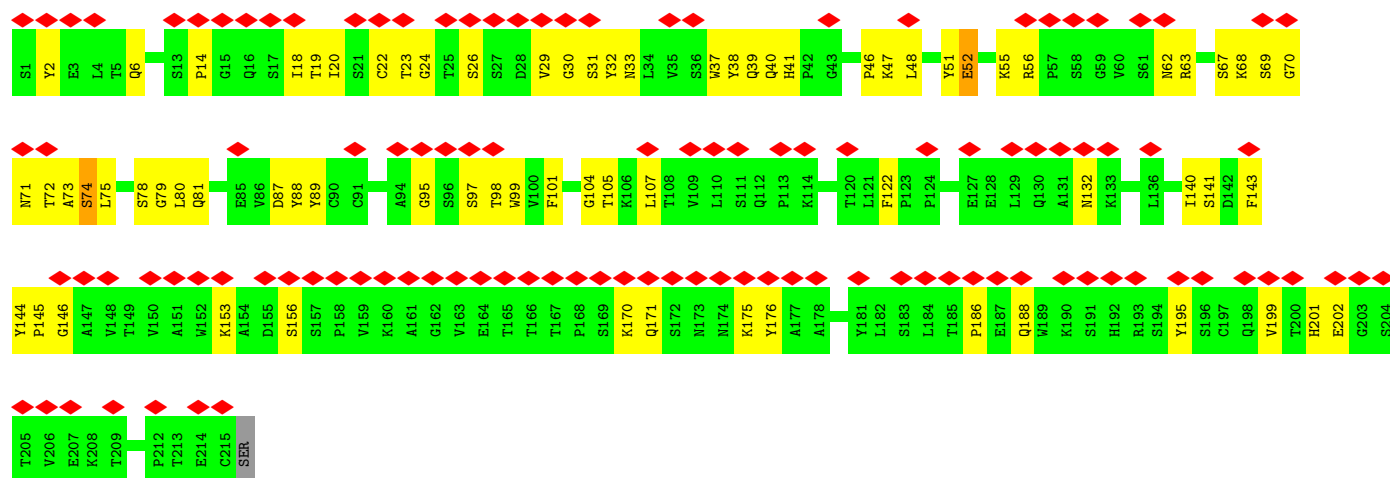 S1 Y2 E3 L4 T5 Q6 S13 P14 G15 Q16 S17 I18 T19 I20 S21 C22 T23 G24 T25 S26 S27 D28 V29 G30 S31 Y32 N33 L34 V35 S36 W37 Y38 Q39 Q40 H41 P42 G43 P46 K47 L48 Y51 E52 K55 R56 P57 S58 G59 V60 S61 N62 R63 S67 K68 S69 G70
N71 T72 A73 S74 L75 S78 G79 L80 Q81 E85 V86 D87 Y88 Y89 C90 C91 A94 G95 S96 S97 T98 W99 V100 F101 G104 T105 K106 L107 T108 V109 L110 S111 Q112 P113 K114 T120 L121 F122 P123 P124 E127 E128 L129 Q130 A131 N132 K133 L136 I140 S141 D142 F143
Y144 P145 G146 A147 V148 T149 V150 A151 W152 K153 A154 D155 S156 S157 P158 V159 K160 A161 G162 V163 E164 T165 T166 T167 P168 S169 K170 Q171 S172 N173 N174 K175 Y176 A177 A178 Y181 L182 S183 L184 T185 P186 E187 Q188 W189 K190 S191 H192 R193 S194 Y195 S196 C197 Q198 V199 T200 H201 E202 G203 S204
T205 V206 E207 K208 T209 P212 T213 E214 C215 SER